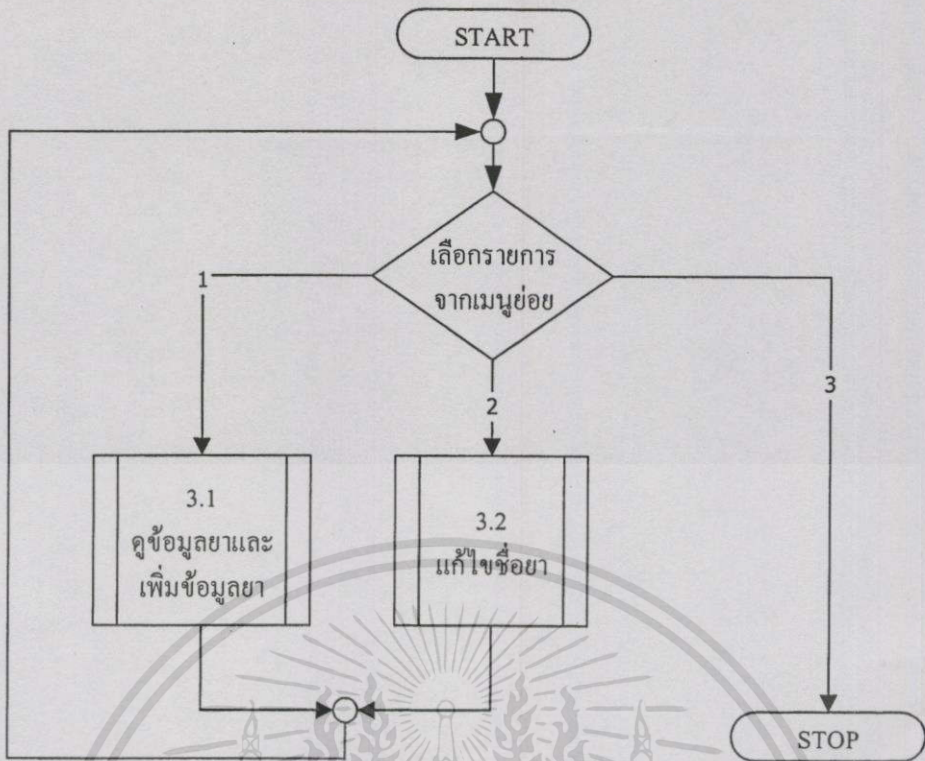 START
เลือกรายการ
จากเมนูย่อย
1
2
3
3.1
ดูข้อมูลยาและ
เพิ่มข้อมูลยา
3.2
แก้ไขชื่อยา
STOP